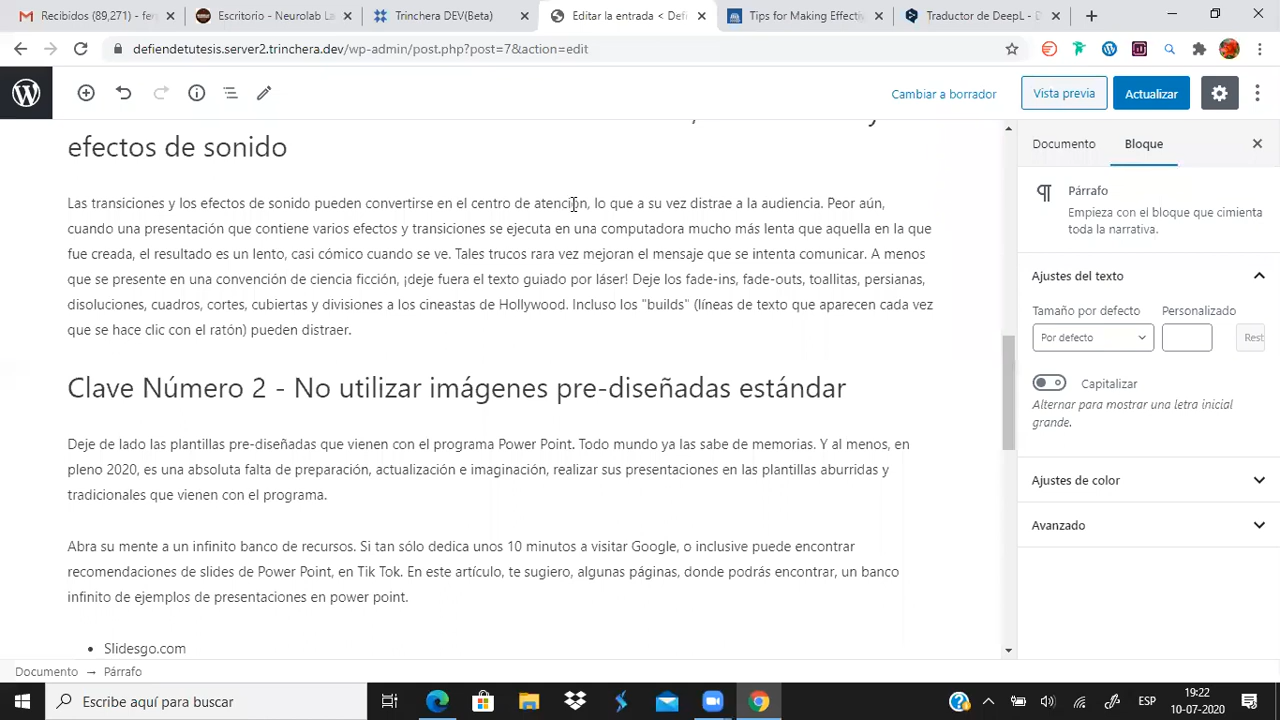 Recibidos (89,271) - fer
Escritorio - Neurolab La
Trinchera DEV(Beta)
Editar la entrada < Defi
Tips for Making Effectiv
Traductor de DeepL - D
defiendetutesis.server2.trinchera.dev/wp-admin/post.php?post=7&action=edit
Cambiar a borrador
Vista previa
Actualizar
efectos de sonido
Las transiciones y los efectos de sonido pueden convertirse en el centro de atención, lo que a su vez distrae a la audiencia. Peor aún,
cuando una presentación que contiene varios efectos y transiciones se ejecuta en una computadora mucho más lenta que aquella en la que
fue creada, el resultado es un lento, casi cómico cuando se ve. Tales trucos rara vez mejoran el mensaje que se intenta comunicar. A menos
que se presente en una convención de ciencia ficción, ¡deje fuera el texto guiado por láser! Deje los fade-ins, fade-outs, toallitas, persianas,
disoluciones, cuadros, cortes, cubiertas y divisiones a los cineastas de Hollywood. Incluso los "builds" (líneas de texto que aparecen cada vez
que se hace clic con el ratón) pueden distraer.
Clave Número 2 - No utilizar imágenes pre-diseñadas estándar
Deje de lado las plantillas pre-diseñadas que vienen con el programa Power Point. Todo mundo ya las sabe de memorias. Y al menos, en
pleno 2020, es una absoluta falta de preparación, actualización e imaginación, realizar sus presentaciones en las plantillas aburridas y
tradicionales que vienen con el programa.
Abra su mente a un infinito banco de recursos. Si tan sólo dedica unos 10 minutos a visitar Google, o inclusive puede encontrar
recomendaciones de slides de Power Point, en Tik Tok. En este artículo, te sugiero, algunas páginas, donde podrás encontrar, un banco
infinito de ejemplos de presentaciones en power point.
• Slidesgo.com
Documento
Bloque
Párrafo
Empieza con el bloque que cimienta
toda la narrativa.
Ajustes del texto
Tamaño por defecto
Personalizado
Por defecto
Rest
Capitalizar
Alternar para mostrar una letra inicial
grande.
Ajustes de color
Avanzado
Documento → Párrafo
Escribe aquí para buscar
ESP
19:22
10-07-2020